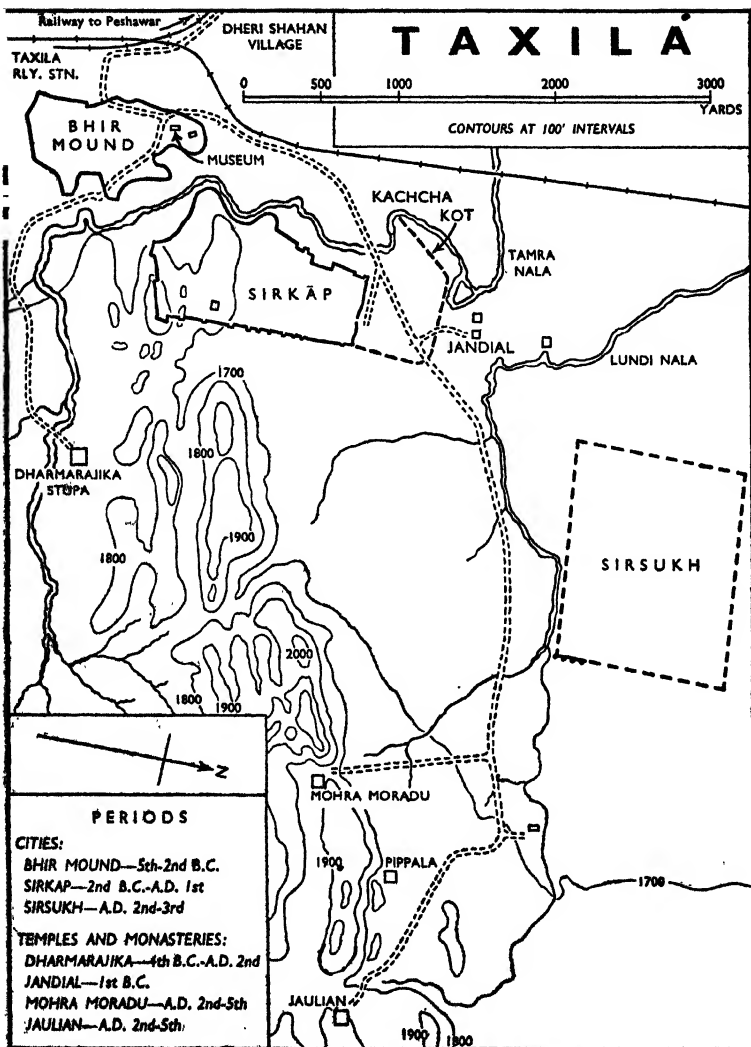 Railway to Peshawar
TAXILA
RLY. STN.
DHERI SHAHAN
VILLAGE
TAXILA
0 500 1000 2000 3000
YARDS
CONTOURS AT 100' INTERVALS
BHIR
MOUND
MUSEUM
KACHCHA
KOT
TAMRA
NALA
SIRKĀP
JANDIAL
LUNDI NALA
1700
1800
1900
DHARMARAJIKA
STŪPA
1800
SIRSUKH
2000
1800
1900
N
MOHRA MORADU
1900
PIPPALA
1700
JAULIAN
1900
1800
PERIODS
CITIES:
BHIR MOUND—5th-2nd B.C.
SIRKAP—2nd B.C.-A.D. 1st
SIRSUKH—A.D. 2nd-3rd
TEMPLES AND MONASTERIES:
DHARMARAJIKA—4th B.C.-A.D. 2nd
JANDIAL—1st B.C.
MOHRA MORADU—A.D. 2nd-5th
JAULIAN—A.D. 2nd-5th